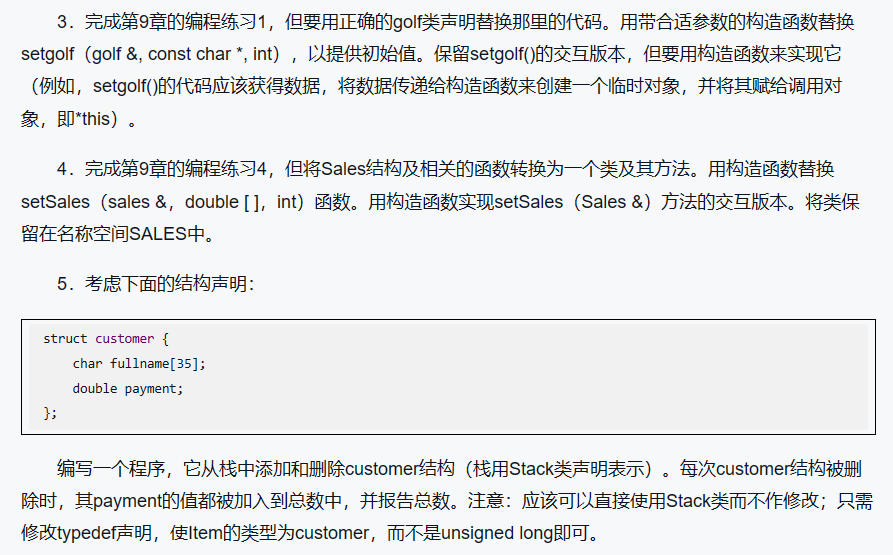 3．完成第9章的编程练习1，但要用正确的golf类声明替换那里的代码。用带合适参数的构造函数替换
setgolf（golf &, const char *, int），以提供初始值。保留setgolf()的交互版本，但要用构造函数来实现它
（例如，setgolf()的代码应该获得数据，将数据传递给构造函数来创建一个临时对象，并将其赋给调用对
象，即*this）。
4．完成第9章的编程练习4，但将Sales结构及相关的函数转换为一个类及其方法。用构造函数替换
setSales（sales &，double [ ]，int）函数。用构造函数实现setSales（Sales &）方法的交互版本。将类保
留在名称空间SALES中。
5．考虑下面的结构声明：
struct customer {
    char fullname[35];
    double payment;
};
编写一个程序，它从栈中添加和删除customer结构（栈用Stack类声明表示）。每次customer结构被删
除时，其payment的值都被加入到总数中，并报告总数。注意：应该可以直接使用Stack类而不作修改；只需
修改typedef声明，使Item的类型为customer，而不是unsigned long即可。